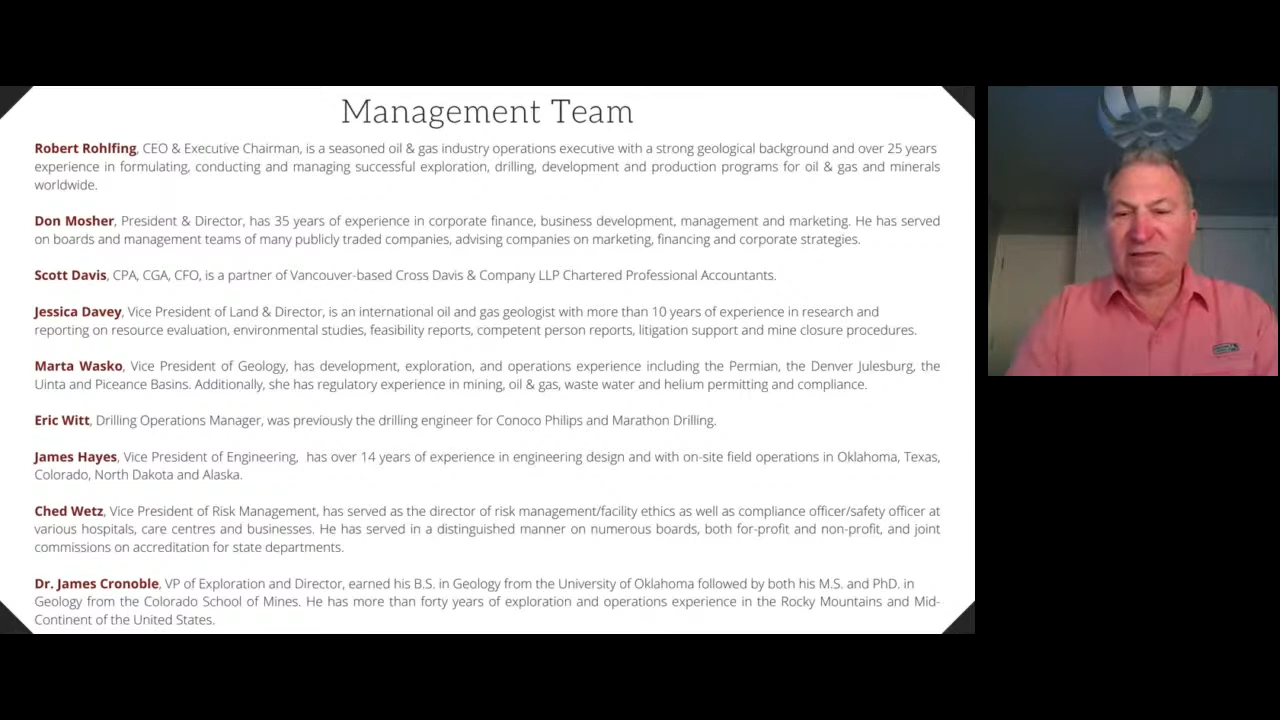 Management Team
Robert Rohlfing, CEO & Executive Chairman, is a seasoned oil & gas industry operations executive with a strong geological background and over 25 years
experience in formulating, conducting and managing successful exploration, drilling, development and production programs for oil & gas and minerals
worldwide.
Don Mosher, President & Director, has 35 years of experience in corporate finance, business development, management and marketing. He has served
on boards and management teams of many publicly traded companies, advising companies on marketing, financing and corporate strategies.
Scott Davis, CPA, CGA, CFO, is a partner of Vancouver-based Cross Davis & Company LLP Chartered Professional Accountants.
Jessica Davey, Vice President of Land & Director, is an international oil and gas geologist with more than 10 years of experience in research and
reporting on resource evaluation, environmental studies, feasibility reports, competent person reports, litigation support and mine closure procedures.
Marta Wasko, Vice President of Geology, has development, exploration, and operations experience including the Permian, the Denver Julesburg, the
Uinta and Piceance Basins. Additionally, she has regulatory experience in mining, oil & gas, waste water and helium permitting and compliance.
Eric Witt, Drilling Operations Manager, was previously the drilling engineer for Conoco Philips and Marathon Drilling.
James Hayes, Vice President of Engineering, has over 14 years of experience in engineering design and with on-site field operations in Oklahoma, Texas,
Colorado, North Dakota and Alaska.
Ched Wetz, Vice President of Risk Management, has served as the director of risk management/facility ethics as well as compliance officer/safety officer at
various hospitals, care centres and businesses. He has served in a distinguished manner on numerous boards, both for-profit and non-profit, and joint
commissions on accreditation for state departments.
Dr. James Cronoble, VP of Exploration and Director, earned his B.S. in Geology from the University of Oklahoma followed by both his M.S. and PhD. in
Geology from the Colorado School of Mines. He has more than forty years of exploration and operations experience in the Rocky Mountains and Mid-
Continent of the United States.